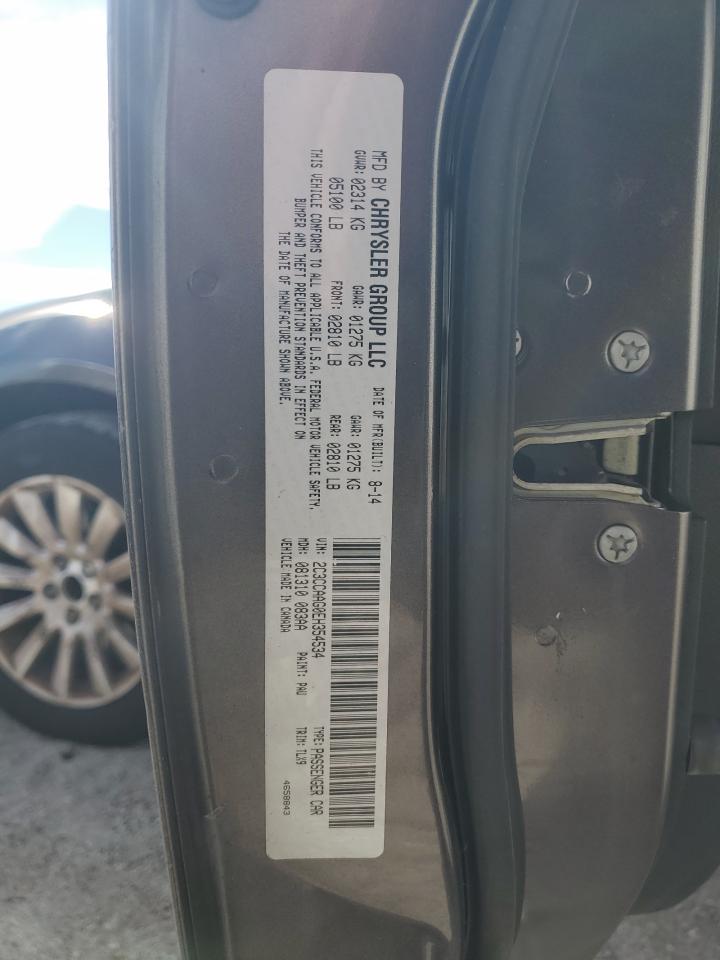 MFD BY CHRYSLER GROUP LLC DATE OF MFR(BUILT): 8-14
GVWR: 02314 KG GAWR: 01275 KG GAWR: 01275 KG
05100 LB FRONT: 02810 LB REAR: 02810 LB
THIS VEHICLE CONFORMS TO ALL APPLICABLE U.S.A. FEDERAL MOTOR VEHICLE SAFETY,
BUMPER AND THEFT PREVENTION STANDARDS IN EFFECT ON
THE DATE OF MANUFACTURE SHOWN ABOVE.
VIN: 2C3CCAAG0EH354534 TYPE: PASSENGER CAR
MDH: 081310 083AA PAINT: PAU TRIM: TLX9
VEHICLE MADE IN CANADA 4658843